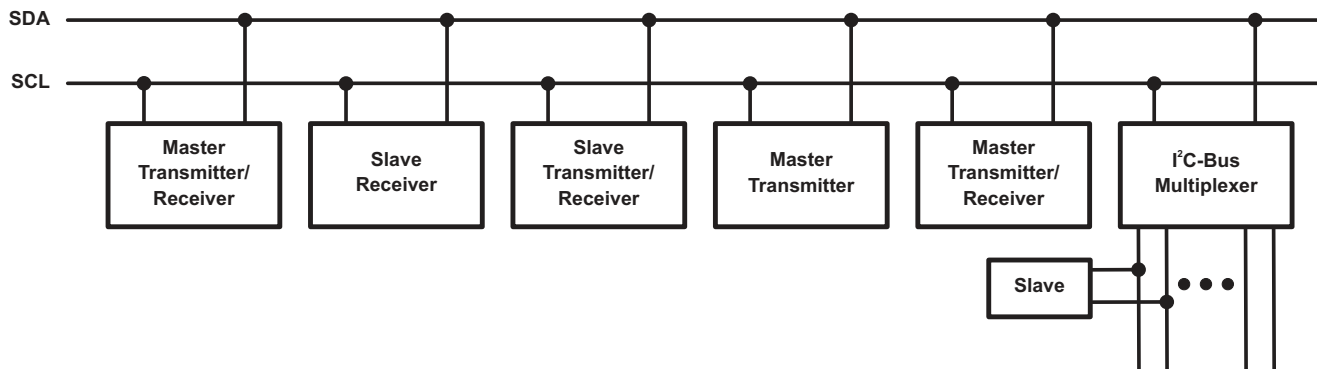 SDA
SCL
Master
Transmitter/
Receiver
Slave
Receiver
Slave
Transmitter/
Receiver
Master
Transmitter
Master
Transmitter/
Receiver
I²C-Bus
Multiplexer
Slave